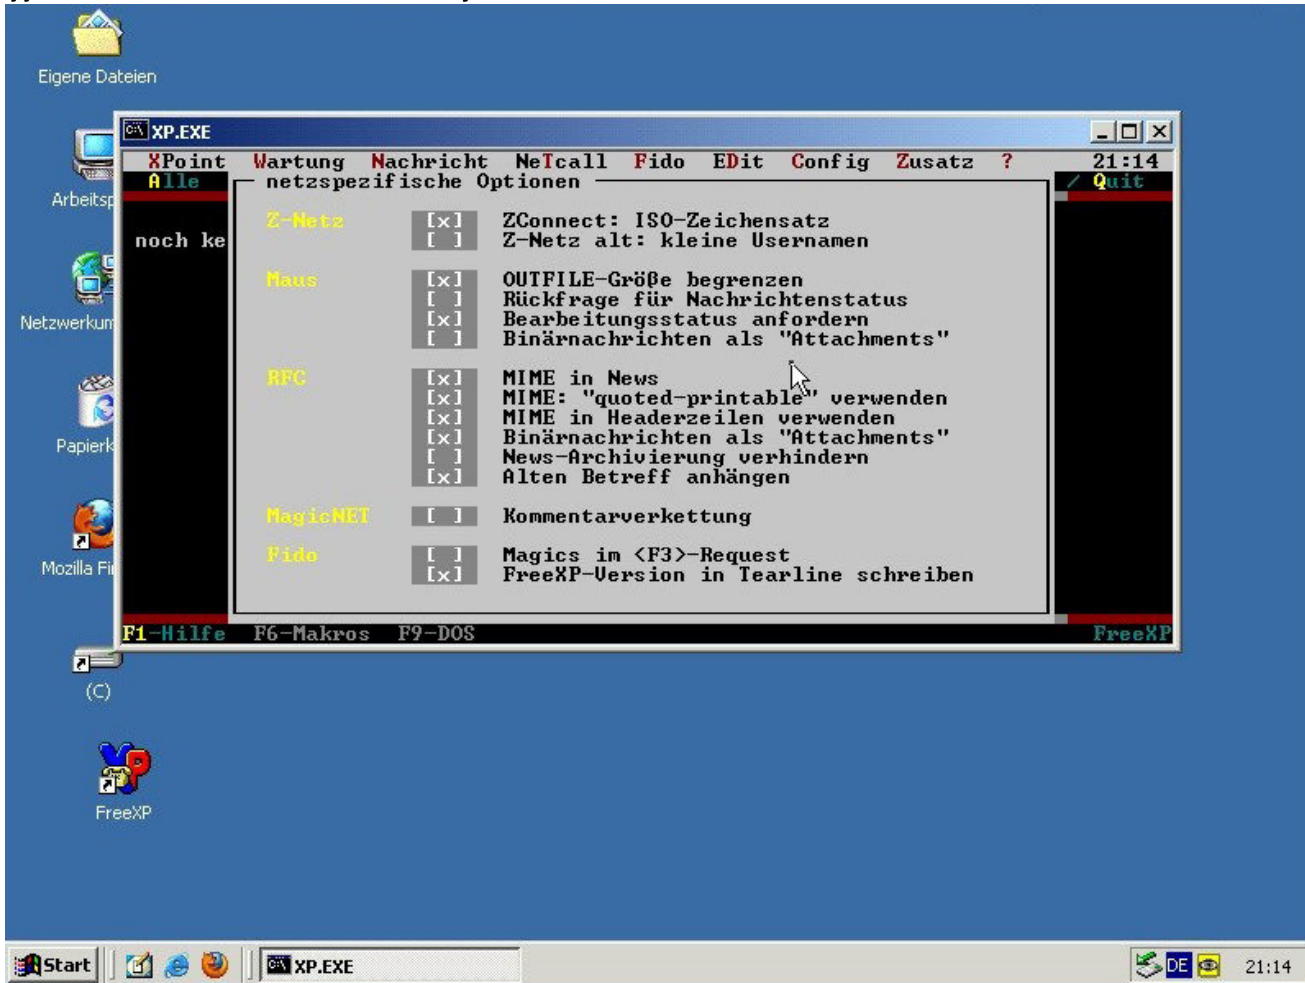 Eigene Dateien
XP.EXE
XPoint Wartung Nachricht NeTcall Fido EDit Config Zusatz ? 21:14
Alle netzspezifische Optionen / Quit
Z-Netz [x] ZConnect: ISO-Zeichensatz
noch ke [ ] Z-Netz alt: kleine Usernamen
Maus [x] OUTFILE-Größe begrenzen
[ ] Rückfrage für Nachrichtenstatus
[x] Bearbeitungsstatus anfordern
[ ] Binärnachrichten als "Attachments"
RFC [x] MIME in News
[x] MIME: "quoted-printable" verwenden
[x] MIME in Headerzeilen verwenden
[x] Binärnachrichten als "Attachments"
[ ] News-Archivierung verhindern
[x] Alten Betreff anhängen
MagicNET [ ] Kommentarverkettung
Fido [ ] Magics im <F3>-Request
[x] FreeXP-Version in Tearline schreiben
F1-Hilfe F6-Makros F9-DOS FreeXP
Arbeitsp
Netzwerkum
Papierk
Mozilla Fi
(C)
FreeXP
Start XP.EXE DE 21:14